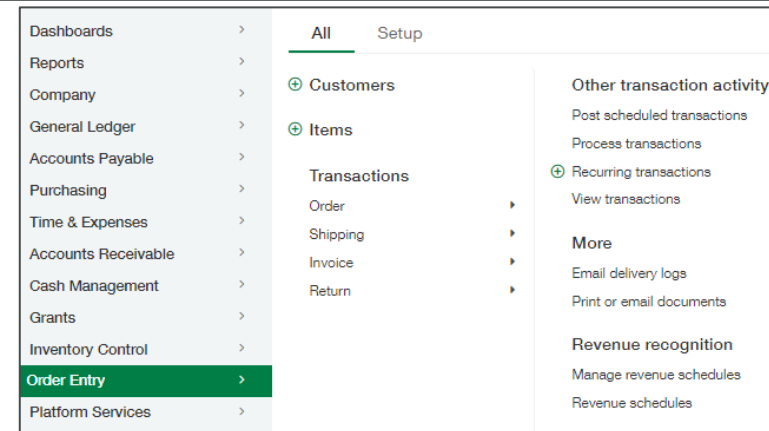 Dashboards
Reports
Company
General Ledger
Accounts Payable
Purchasing
Time & Expenses
Accounts Receivable
Cash Management
Grants
Inventory Control
Order Entry
Platform Services
All Setup
Customers
Items
Transactions
Order
Shipping
Invoice
Return
Other transaction activity
Post scheduled transactions
Process transactions
Recurring transactions
View transactions
More
Email delivery logs
Print or email documents
Revenue recognition
Manage revenue schedules
Revenue schedules